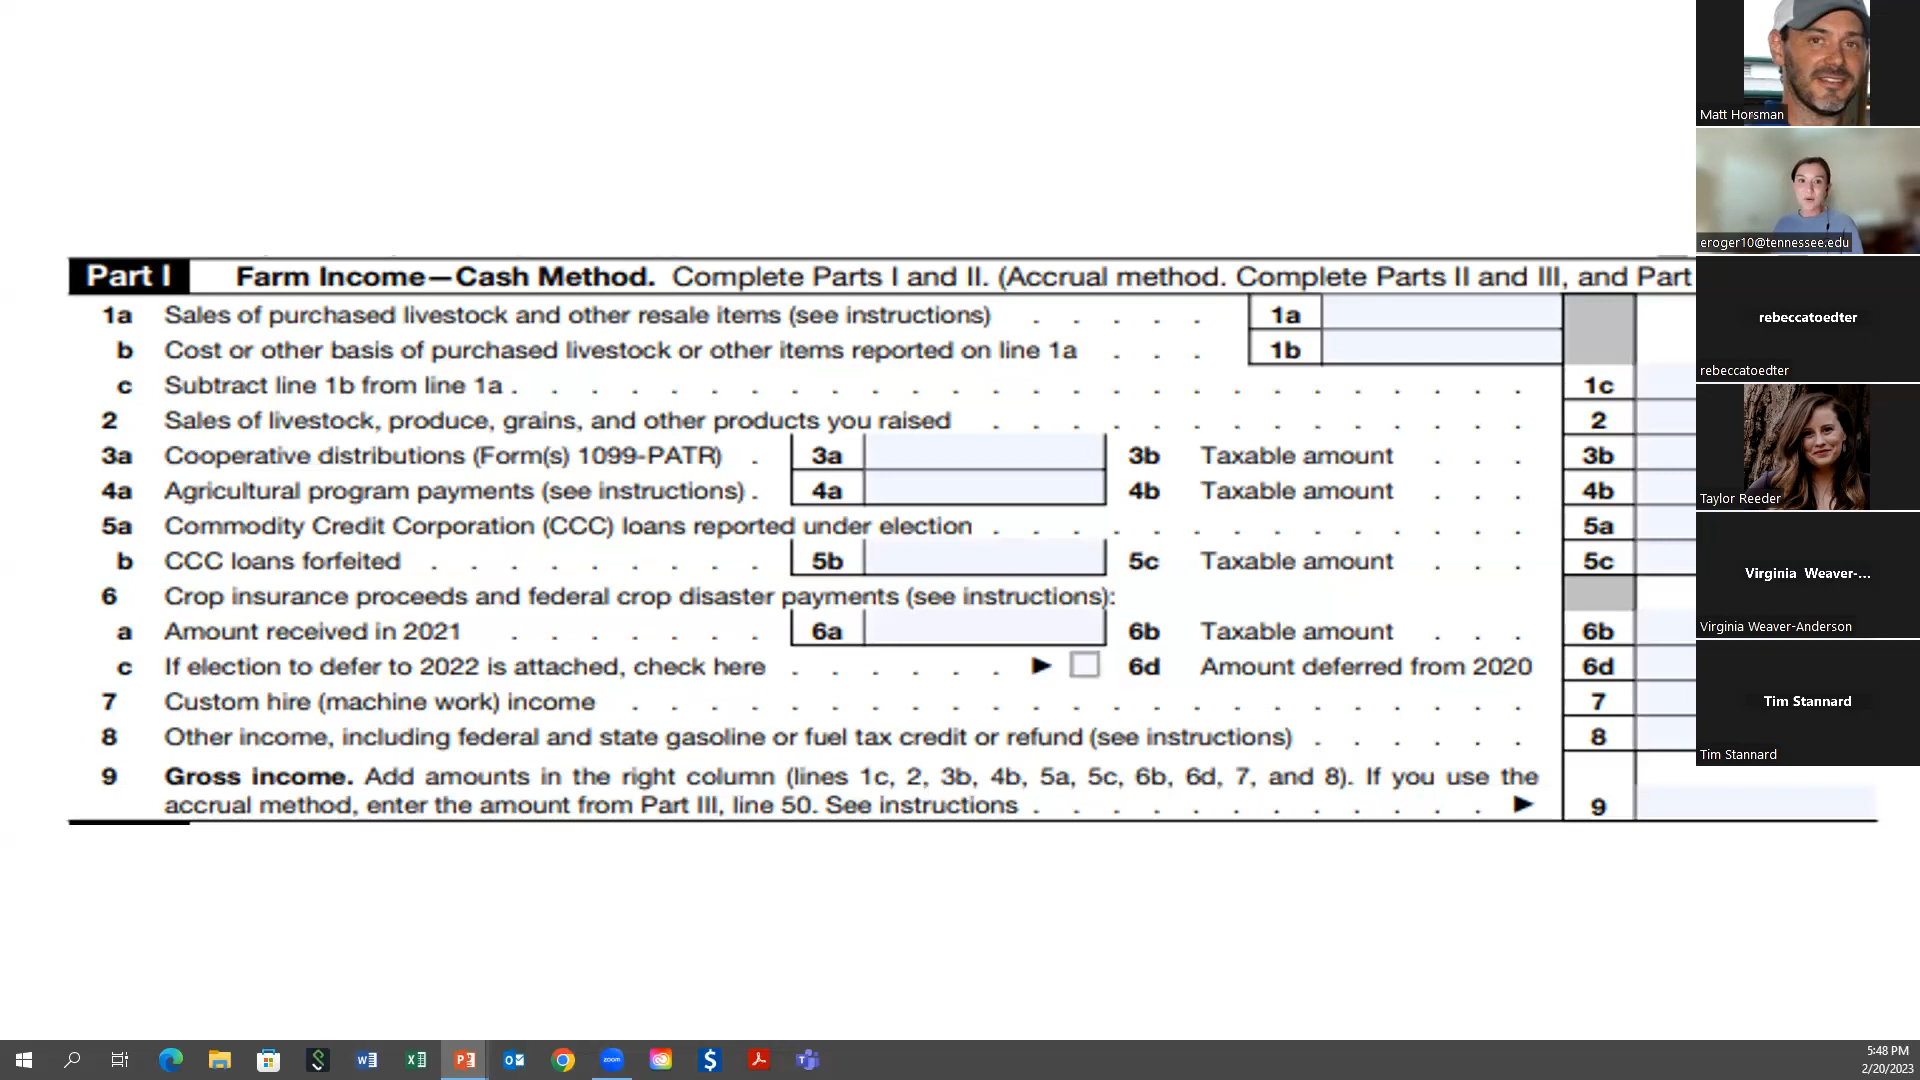 Part I Farm Income—Cash Method. Complete Parts I and II. (Accrual method. Complete Parts II and III, and Part
1a Sales of purchased livestock and other resale items (see instructions) . . . . . 1a
b Cost or other basis of purchased livestock or other items reported on line 1a . . . 1b
c Subtract line 1b from line 1a . . . . . . . . . . . . . . . . . . . . . . . . . . 1c
2 Sales of livestock, produce, grains, and other products you raised . . . . . . . . . . . . . . 2
3a Cooperative distributions (Form(s) 1099-PATR) . 3a 3b Taxable amount . . . 3b
4a Agricultural program payments (see instructions) . 4a 4b Taxable amount . . . 4b
5a Commodity Credit Corporation (CCC) loans reported under election . . . . . . . . . . . . . . 5a
b CCC loans forfeited . . . . . . . . . 5b 5c Taxable amount . . . 5c
6 Crop insurance proceeds and federal crop disaster payments (see instructions):
a Amount received in 2021 . . . . . . . 6a 6b Taxable amount . . . 6b
c If election to defer to 2022 is attached, check here . . . . . . ▶ 6d Amount deferred from 2020 6d
7 Custom hire (machine work) income . . . . . . . . . . . . . . . . . . . . . . . 7
8 Other income, including federal and state gasoline or fuel tax credit or refund (see instructions) . . . . . . 8
9 Gross income. Add amounts in the right column (lines 1c, 2, 3b, 4b, 5a, 5c, 6b, 6d, 7, and 8). If you use the
accrual method, enter the amount from Part III, line 50. See instructions . . . . . . . . . . . . ▶ 9
Matt Horsman
eroger10@tennessee.edu
rebeccatoedter
rebeccatoedter
Taylor Reeder
Virginia Weaver-...
Virginia Weaver-Anderson
Tim Stannard
Tim Stannard
zoom
5:48 PM
2/20/2023